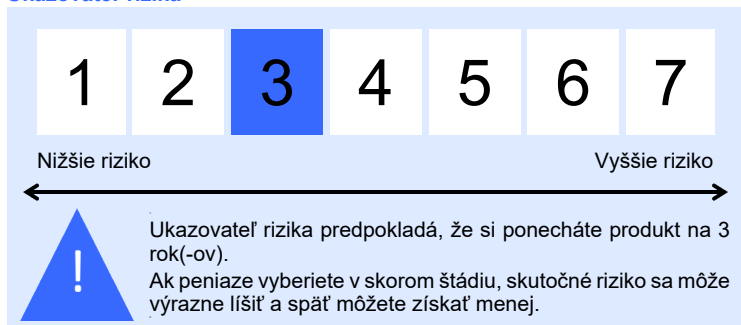 1 2 3 4 5 6 7
Nižšie riziko Vyššie riziko
!
Ukazovateľ rizika predpokladá, že si ponecháte produkt na 3
rok(-ov).
Ak peniaze vyberiete v skorom štádiu, skutočné riziko sa môže
výrazne líšiť a späť môžete získať menej.